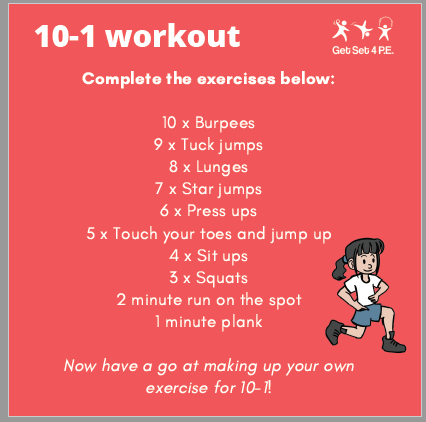 10-1 workout
Get Set 4 P.E.
Complete the exercises below:
10 x Burpees
9 x Tuck jumps
8 x Lunges
7 x Star jumps
6 x Press ups
5 x Touch your toes and jump up
4 x Sit ups
3 x Squats
2 minute run on the spot
1 minute plank
Now have a go at making up your own
exercise for 10-1!